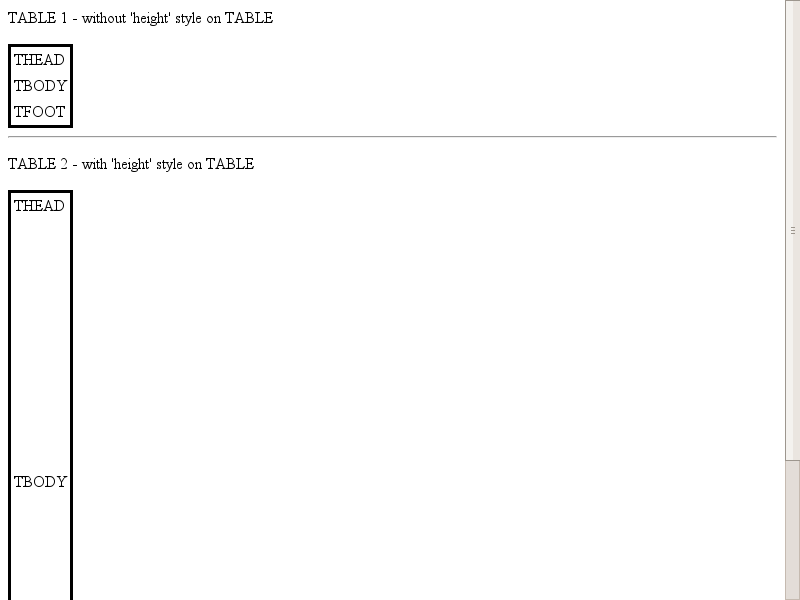 TABLE 1 - without 'height' style on TABLE
THEAD
TBODY
TFOOT
TABLE 2 - with 'height' style on TABLE
THEAD
TBODY